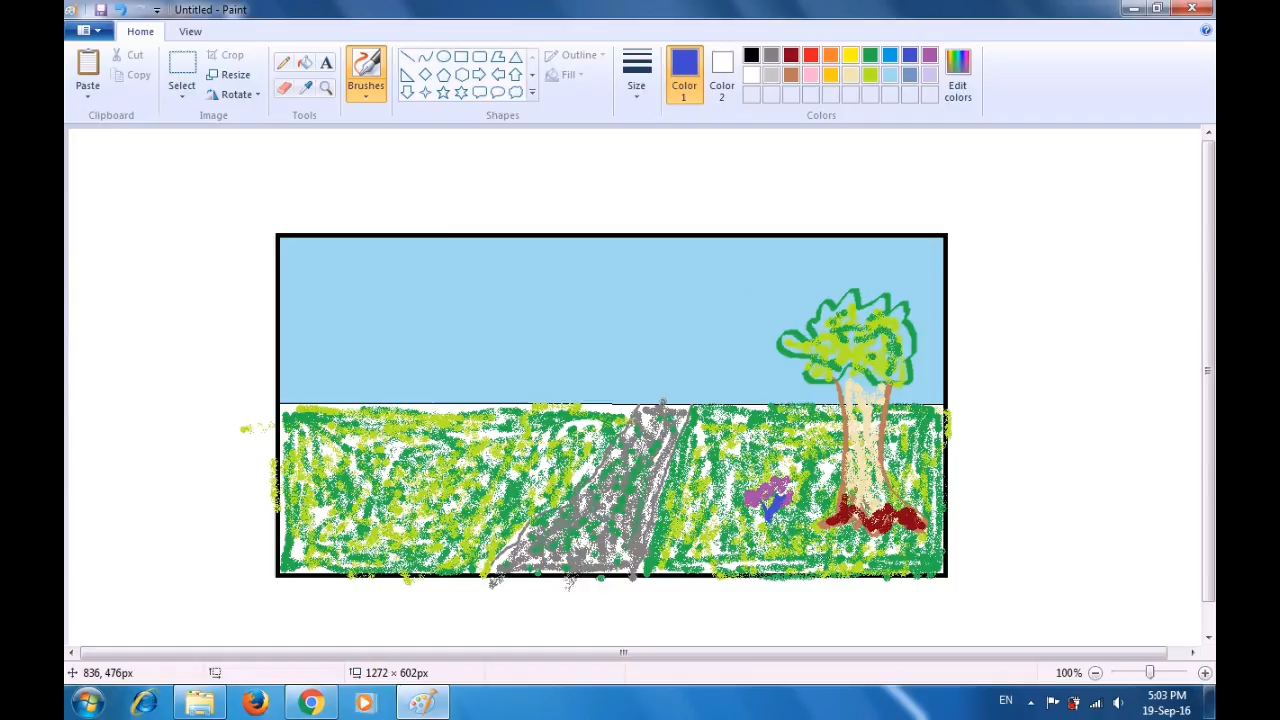 Untitled - Paint
Home View
Paste
Cut
Copy
Clipboard
Select
Crop
Resize
Rotate
Image
A
Tools
Brushes
Outline
Fill
Shapes
Size
Color
1
Color
2
Edit
colors
Colors
836, 476px
1272 × 602px
100%
EN
5:03 PM
19-Sep-16